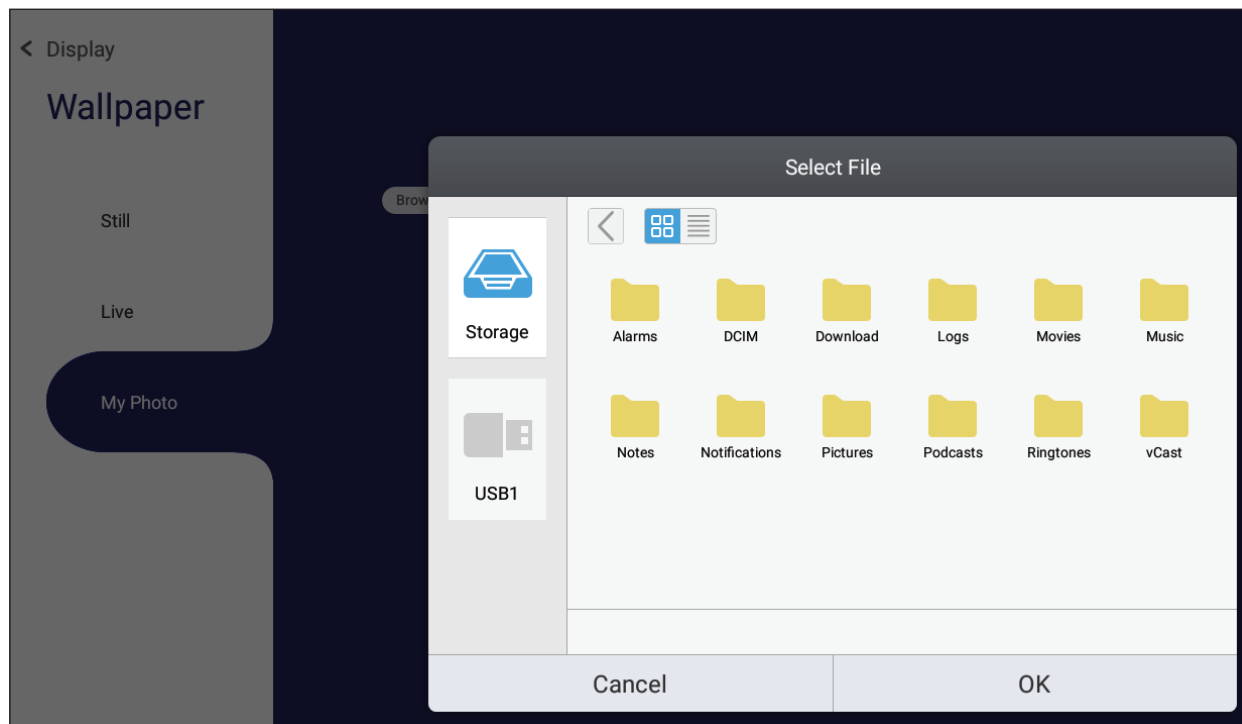 Display
Wallpaper
Still
Live
My Photo
Brow
Select File
Storage
USB1
Alarms DCIM Download Logs Movies Music
Notes Notifications Pictures Podcasts Ringtones vCast
Cancel OK